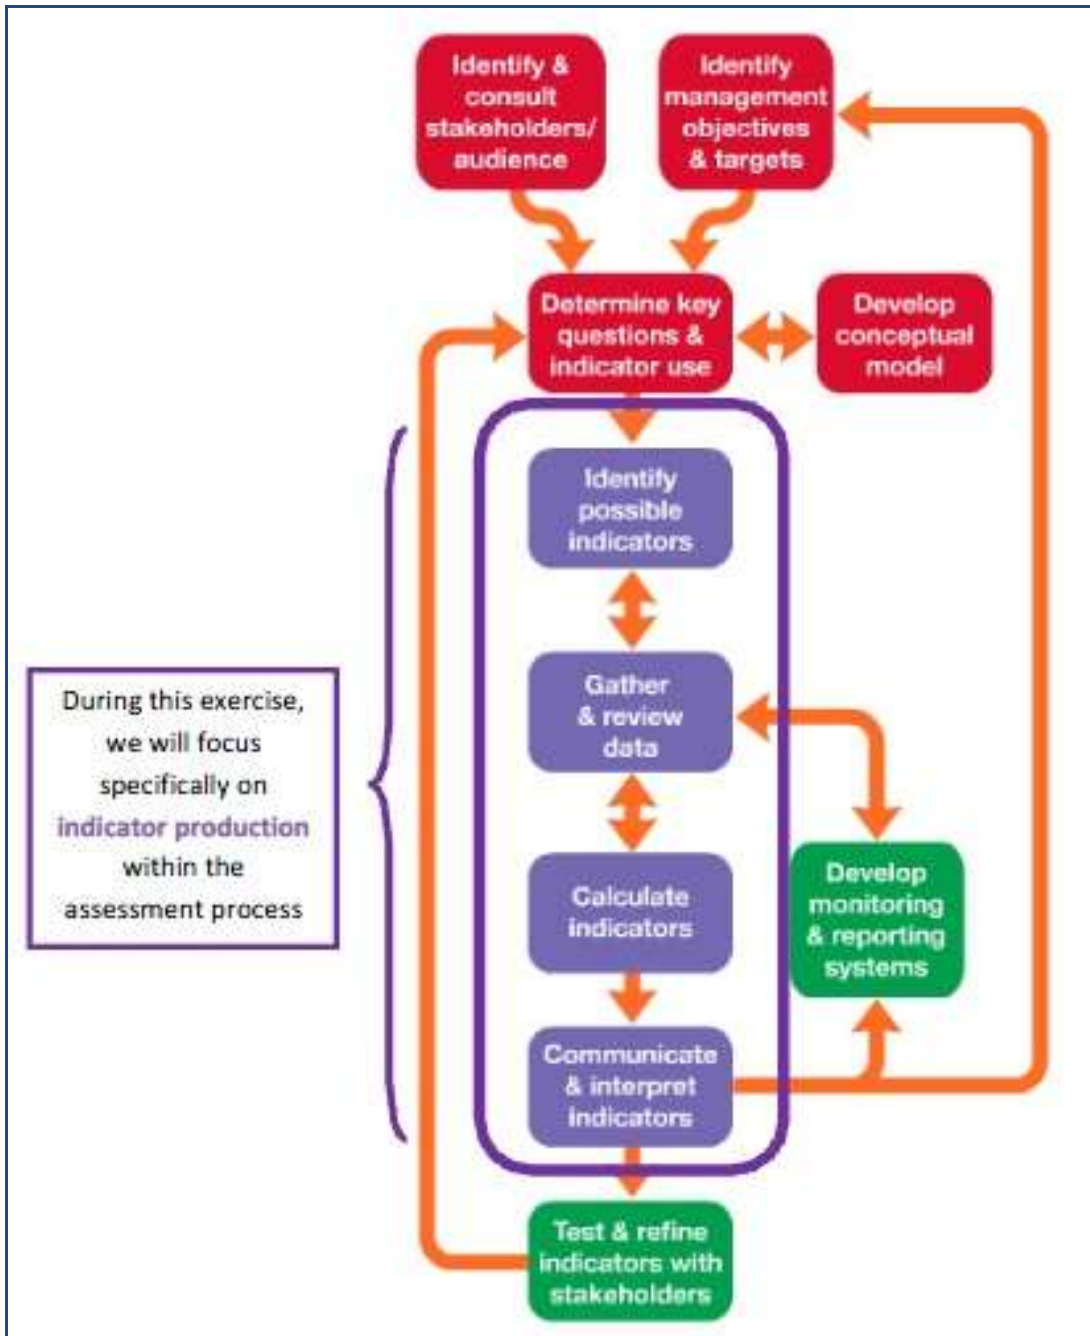 Identify &
consult
stakeholders/
audience
Identify
management
objectives
& targets
Determine key
questions &
indicator use
Develop
conceptual
model
Identify
possible
indicators
Gather
& review
data
During this exercise,
we will focus
specifically on
indicator production
within the
assessment process
Calculate
indicators
Develop
monitoring
& reporting
systems
Communicate
& interpret
indicators
Test & refine
indicators with
stakeholders